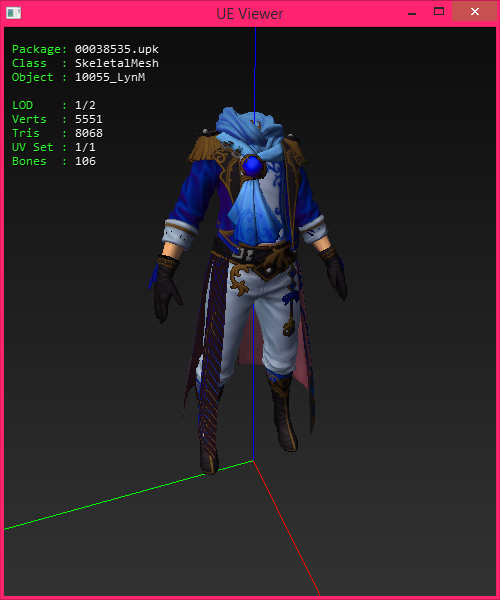 UE Viewer
Package: 00038535.upk
Class  : SkeletalMesh
Object : 10055_LynM
LOD    : 1/2
Verts  : 5551
Tris   : 8068
UV Set : 1/1
Bones  : 106